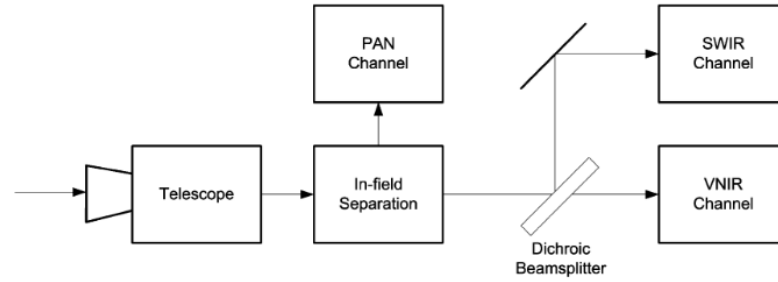 PAN
Channel
SWIR
Channel
Telescope
In-field
Separation
VNIR
Channel
Dichroic
Beamsplitter